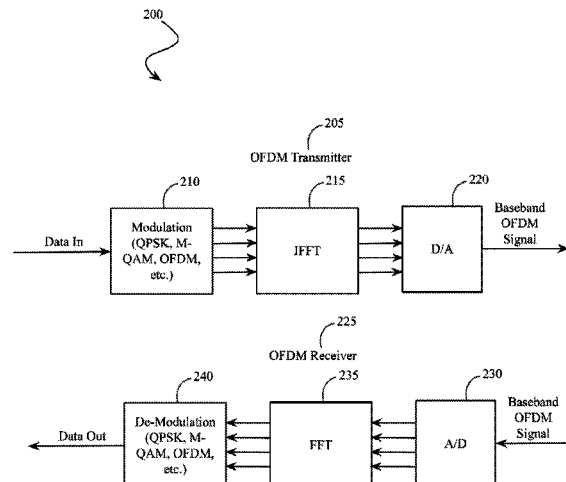 200
205
OFDM Transmitter
210
215
220
Data In
Modulation
(QPSK, M-
QAM, OFDM,
etc.)
IFFT
D/A
Baseband
OFDM
Signal
225
OFDM Receiver
240
235
230
Data Out
De-Modulation
(QPSK, M-
QAM, OFDM,
etc.)
FFT
A/D
Baseband
OFDM
Signal